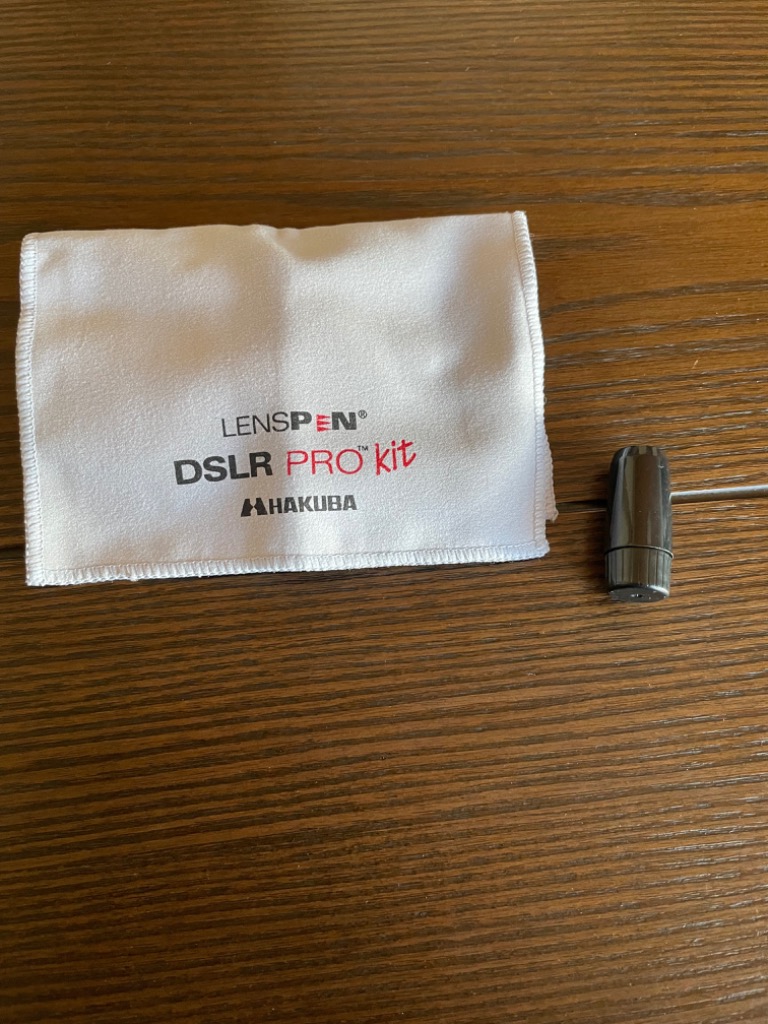 LENSPEN®
DSLR PRO™ kit
HAKUBA